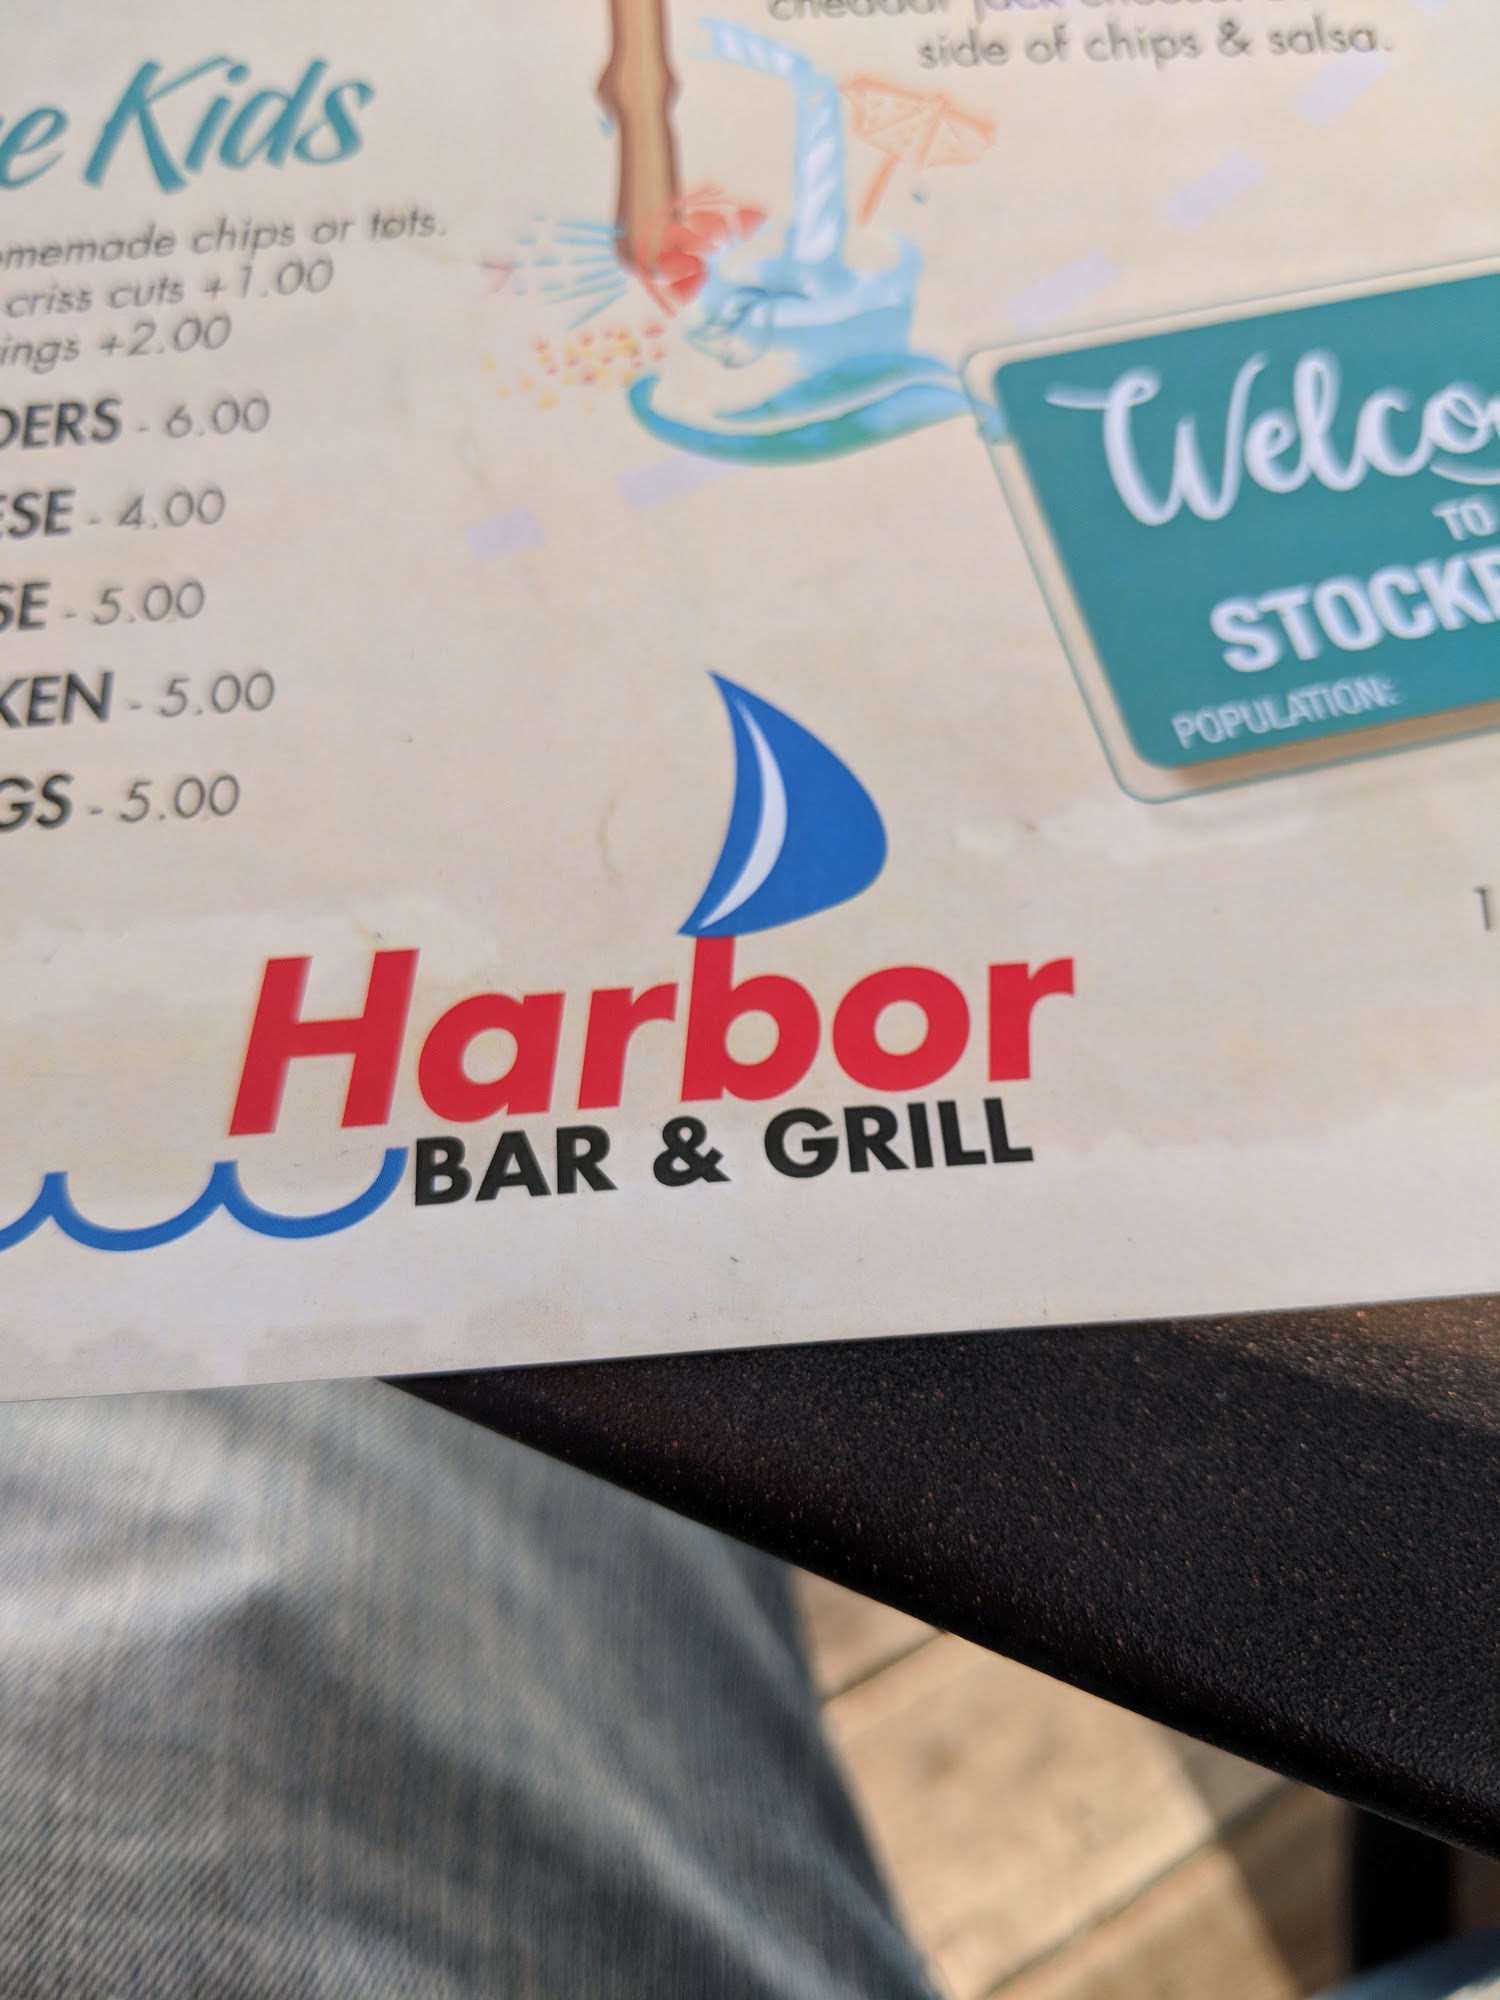 e Kids
omemade chips or tots.
criss cuts +1.00
ings +2.00
DERS - 6.00
ESE - 4.00
SE - 5.00
KEN - 5.00
GS - 5.00
side of chips & salsa.
Welco
TO
STOCK
POPULATION:
1
Harbor
BAR & GRILL